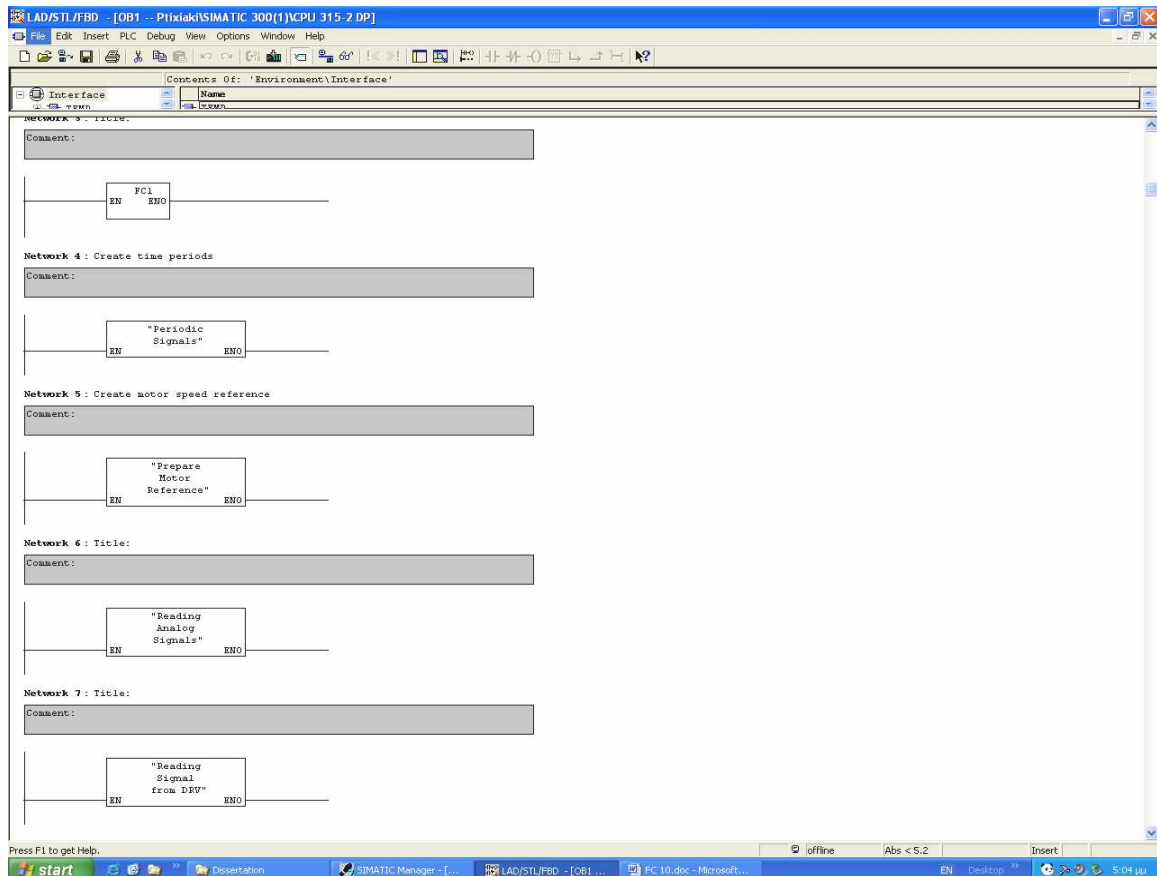 LAD/STL/FBD - [OB1 -- Ptixiaki\SIMATIC 300(1)\CPU 315-2 DP]
File Edit Insert PLC Debug View Options Window Help
Contents Of: 'Environment\Interface'
Interface
Name
TEMP
TEMP
Network 3 : Title:
Comment:
FC1
EN ENO
Network 4 : Create time periods
Comment:
"Periodic
Signals"
EN ENO
Network 5 : Create motor speed reference
Comment:
"Prepare
Motor
Reference"
EN ENO
Network 6 : Title:
Comment:
"Reading
Analog
Signals"
EN ENO
Network 7 : Title:
Comment:
"Reading
Signal
from DRV"
EN ENO
Press F1 to get Help.
offline Abs < 5.2 Insert
start Dissertation SIMATIC Manager - [... LAD/STL/FBD - [OB1 ... FC 10.doc - Microsoft... EN Desktop 5:04 μμ